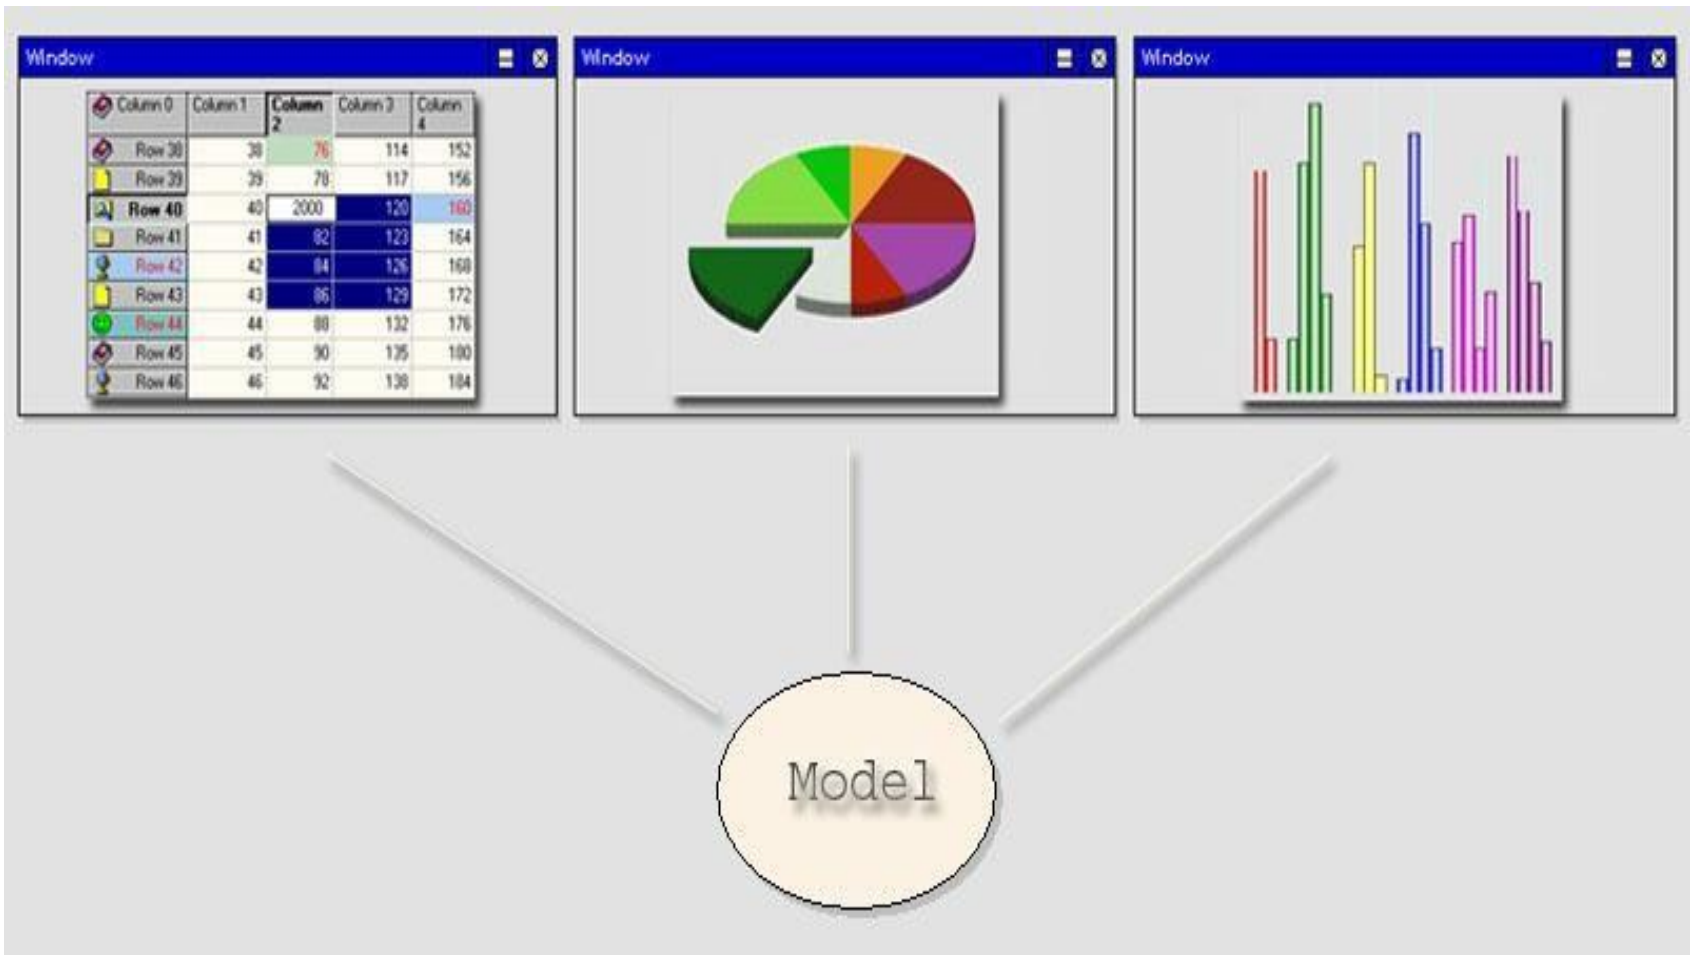 Window
Column 0 Column 1 Column 2 Column 3 Column 4
Row 38 38 76 114 152
Row 39 39 78 117 156
Row 40 40 2000 120 160
Row 41 41 82 123 164
Row 42 42 84 126 168
Row 43 43 86 129 172
Row 44 44 88 132 176
Row 45 45 90 135 180
Row 46 46 92 138 184
Window
Window
Model